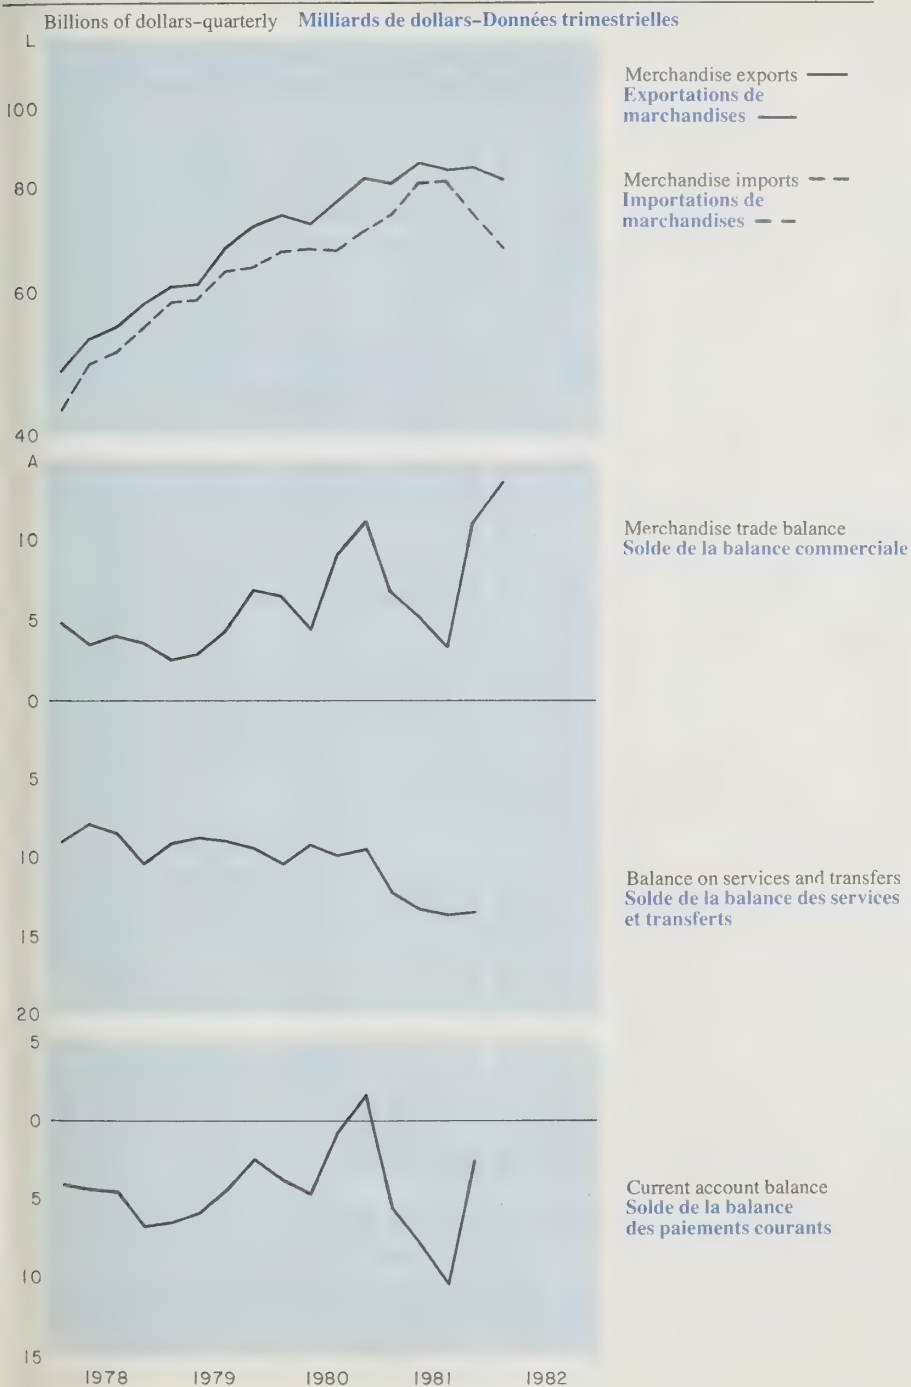 Billions of dollars–quarterly Milliards de dollars–Données trimestrielles
L
100
80
60
40
Merchandise exports
Exportations de
marchandises
Merchandise imports
Importations de
marchandises
A
10
5
0
5
10
15
20
Merchandise trade balance
Solde de la balance commerciale
Balance on services and transfers
Solde de la balance des services
et transferts
5
0
5
10
15
Current account balance
Solde de la balance
des paiements courants
1978 1979 1980 1981 1982